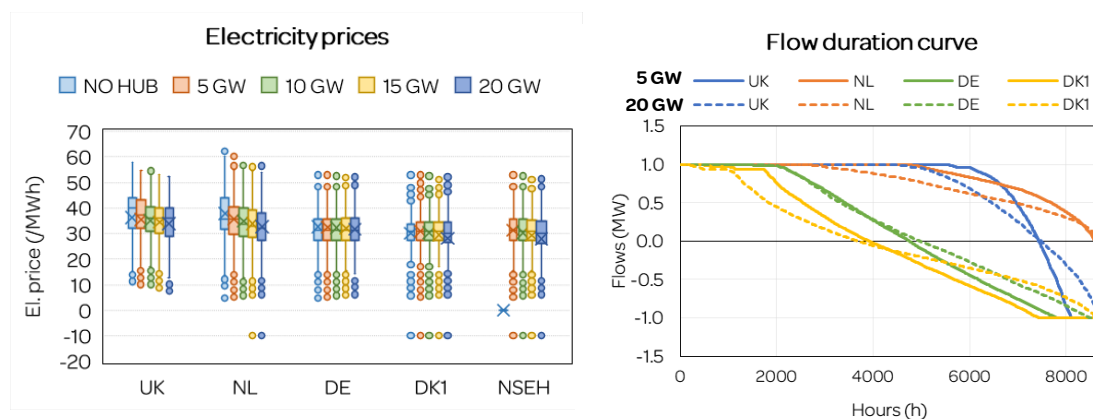 Electricity prices
NO HUB 5 GW 10 GW 15 GW 20 GW
El. price (/MWh)
70
60
50
40
30
20
10
0
-10
-20
UK NL DE DK1 NSEH
Flow duration curve
5 GW UK NL DE DK1
20 GW UK NL DE DK1
Flows (MW)
1.5
1.0
0.5
0.0
-0.5
-1.0
-1.5
0 2000 4000 6000 8000
Hours (h)